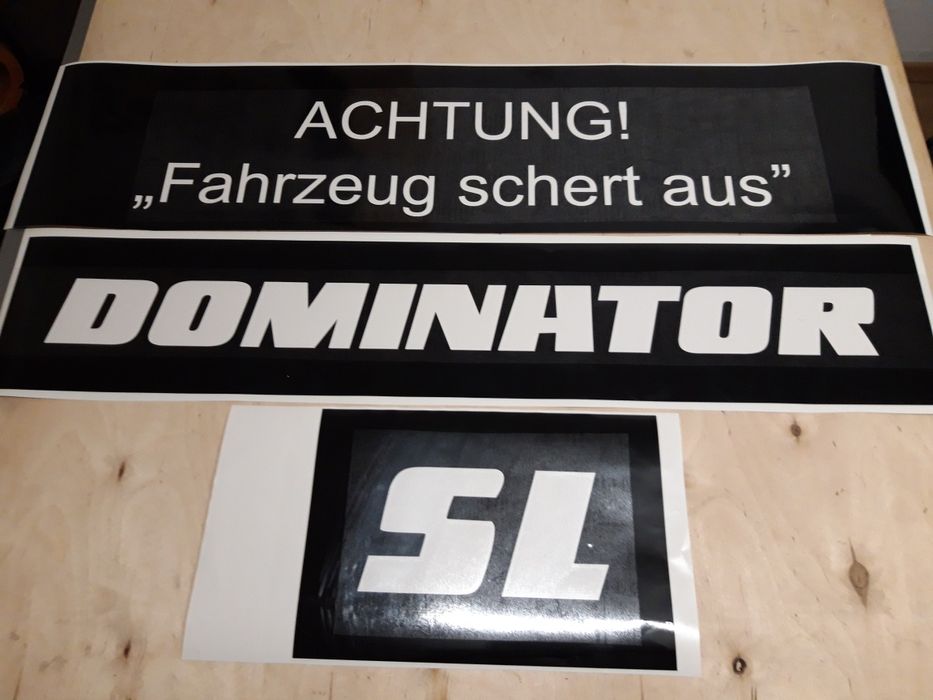 ACHTUNG!
„Fahrzeug schert aus”
DOMINATOR
SL